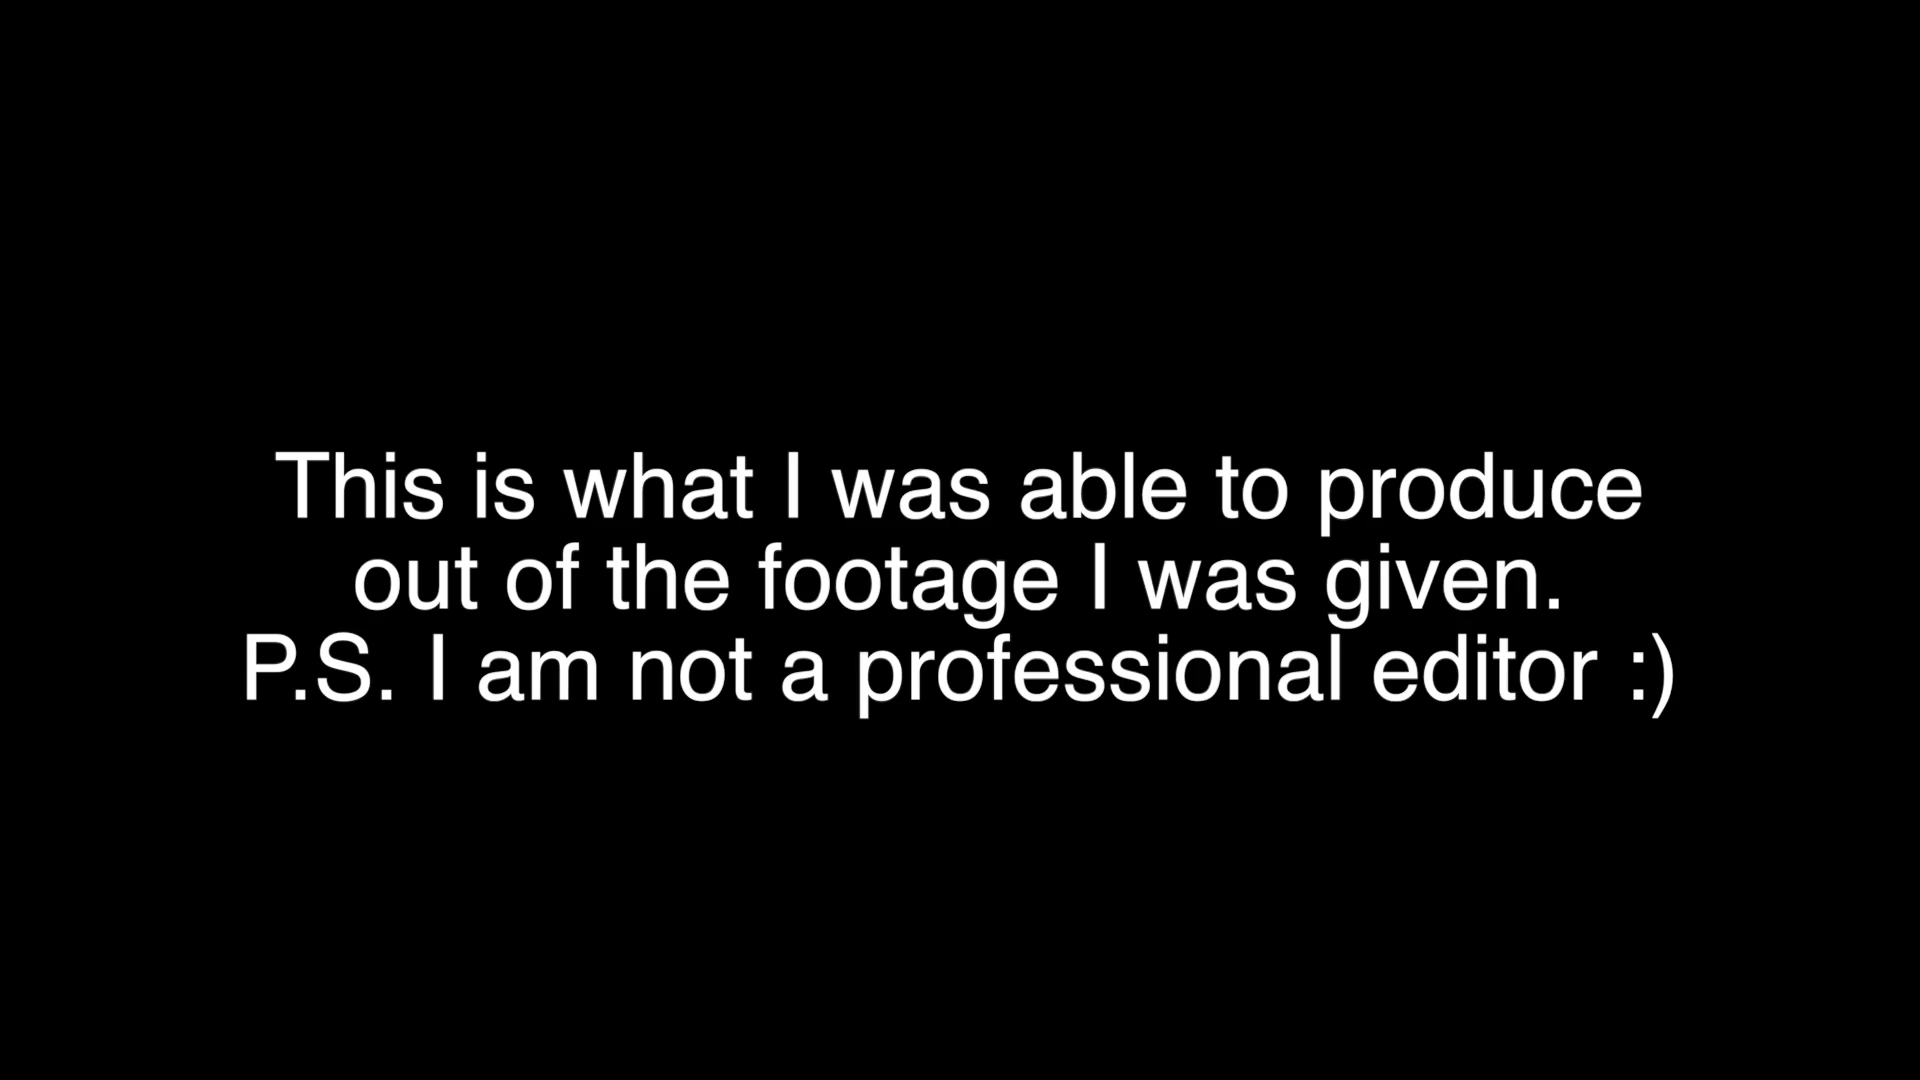 This is what I was able to produce
out of the footage I was given.
P.S. I am not a professional editor :)